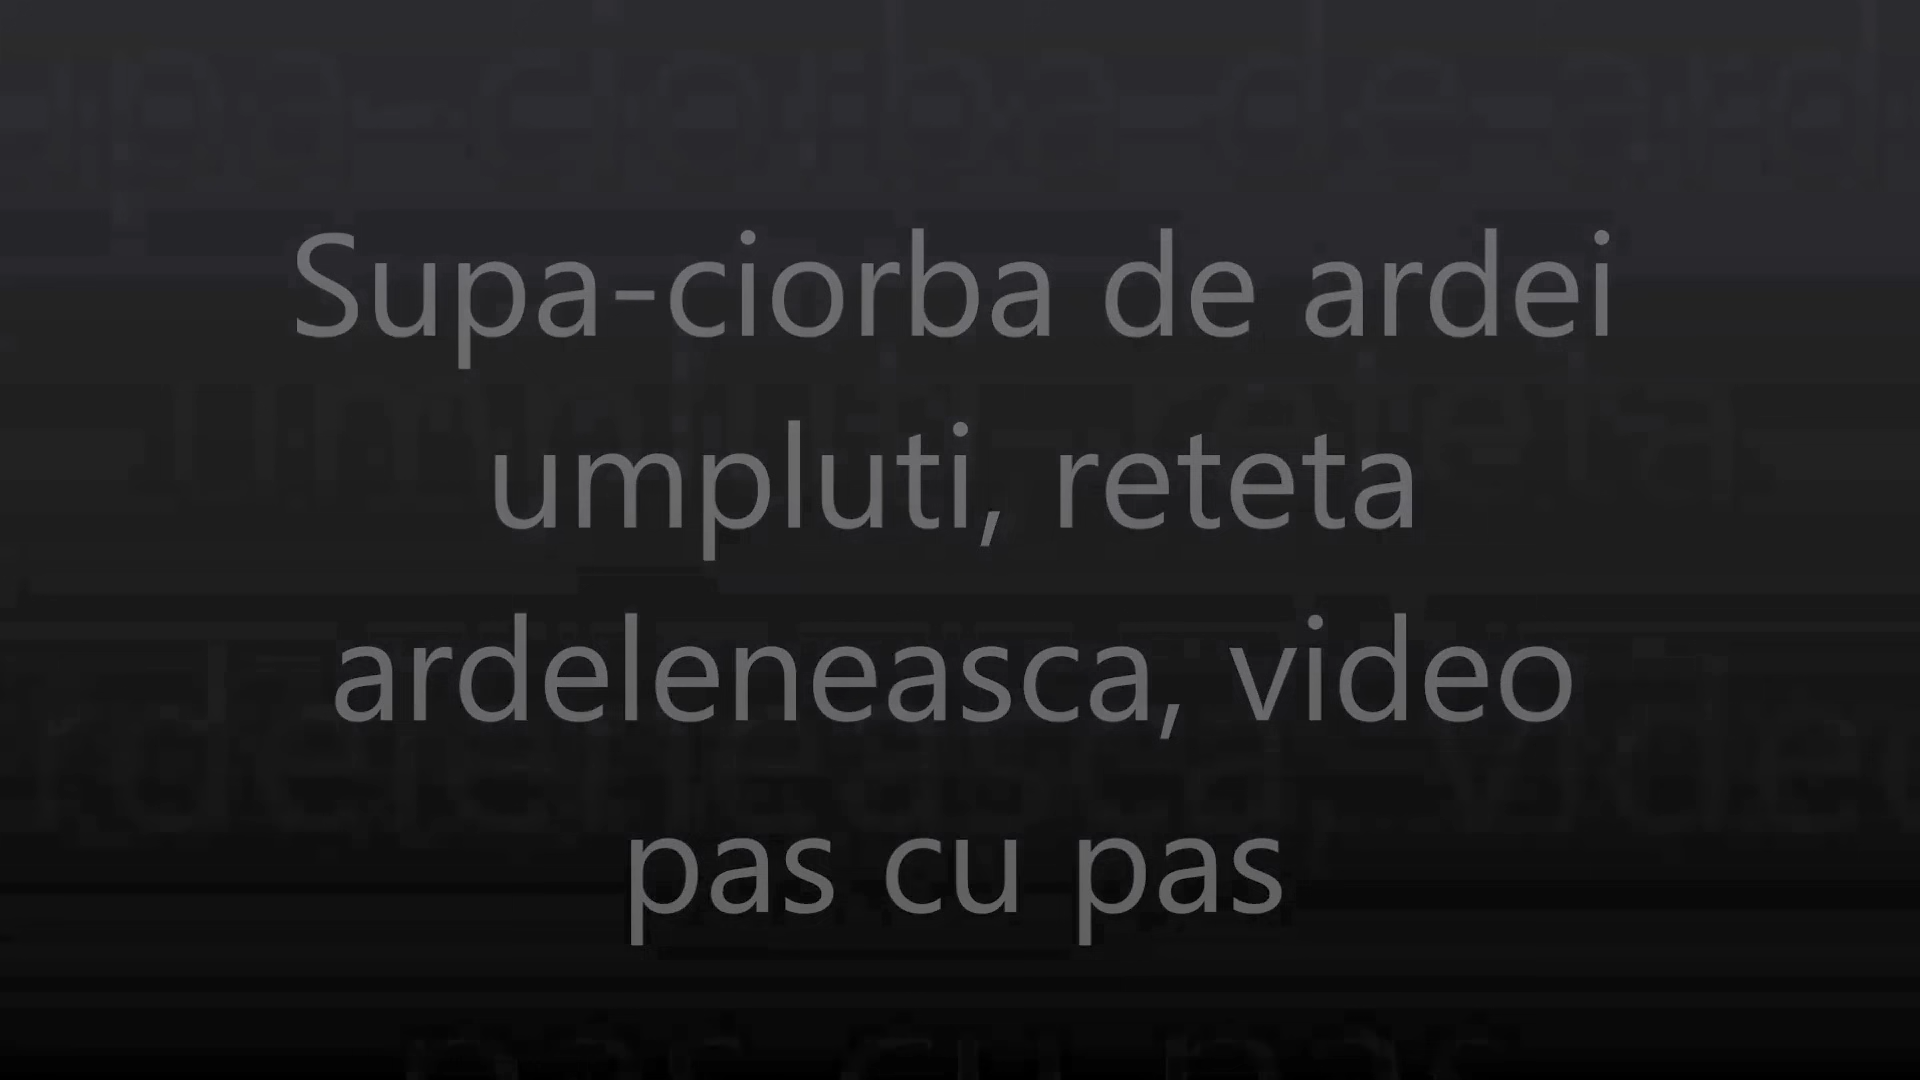 Supa-ciorba de ardei
umpluti, reteta
ardeleneasca, video
pas cu pas